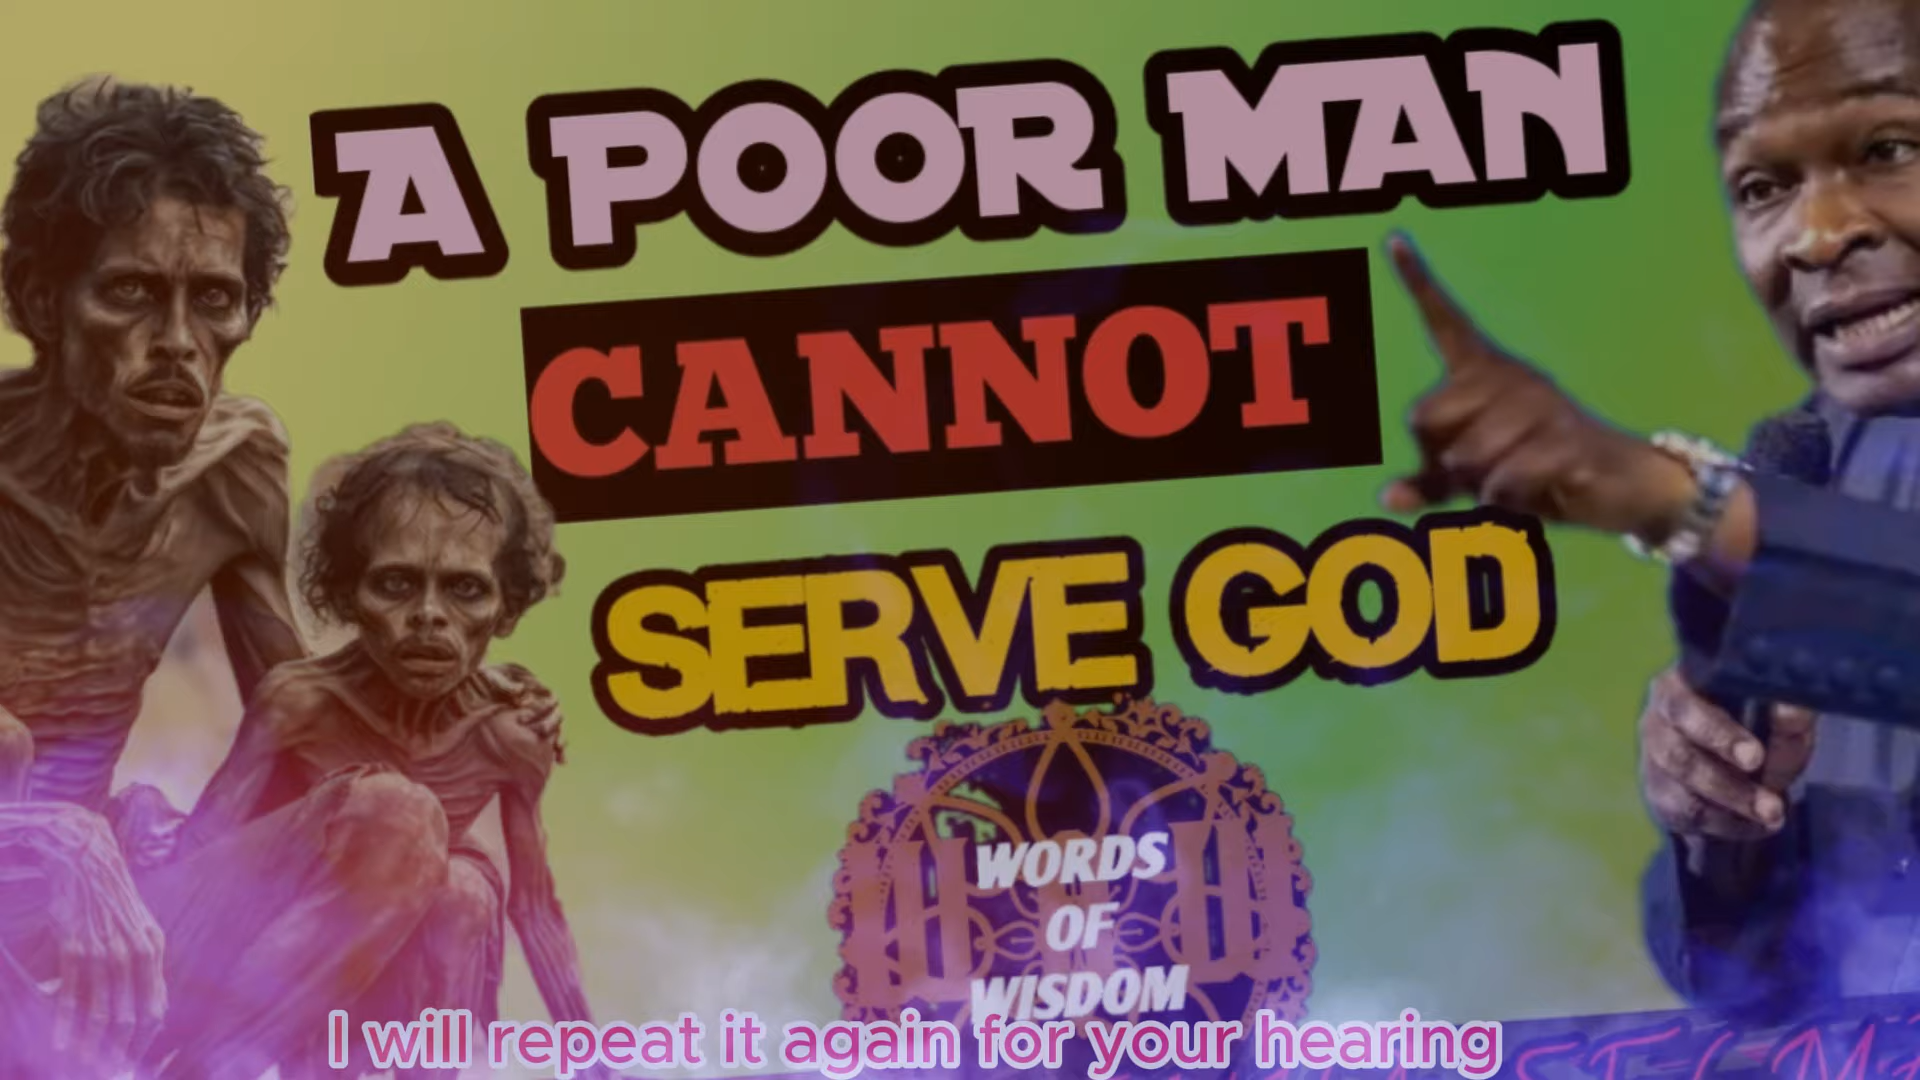 A POOR MAN
CANNOT
SERVE GOD
WORDS
OF
WISDOM
I will repeat it again for your hearing